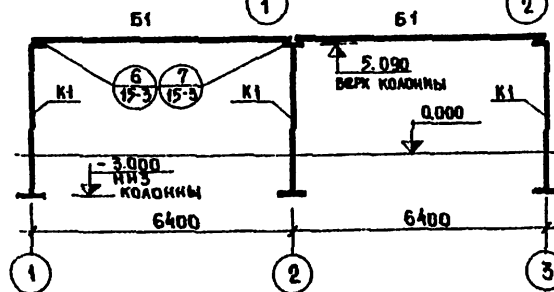 1
2
Б1
Б1
6
15-3
7
15-3
5.090
ВЕРХ КОЛОННЫ
К1
К1
К1
0,000
- 3.000
НИЗ
КОЛОННЫ
6400
6400
1
2
3